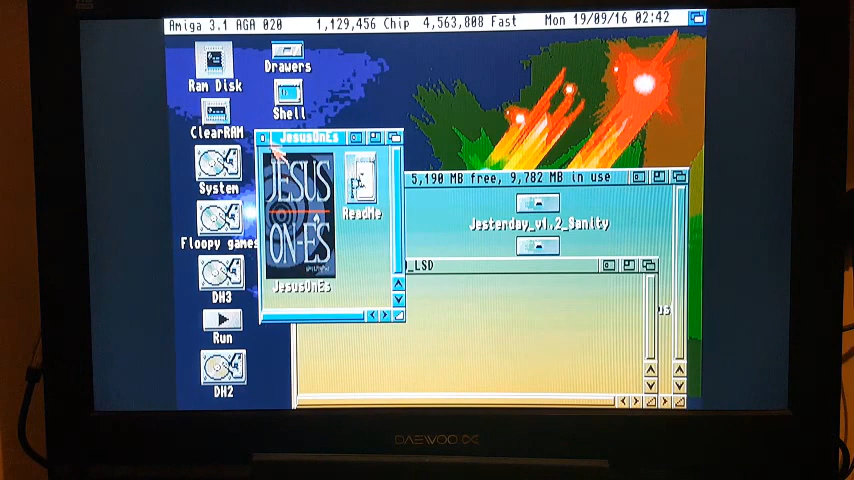 Amiga 3.1 AGA 020 1,129,456 Chip 4,563,808 Fast Mon 19/09/16 02:42
Ram Disk
Drawers
Shell
ClearRAM
JesusOnEs
System
JESUS
ON-E'S
ReadMe
5,190 MB free, 9,782 MB in use
Jesterday_v1.2_Sanity
Floopy games
_LSD
DH3
JesusOnEs
Run
DH2
DAEWOO